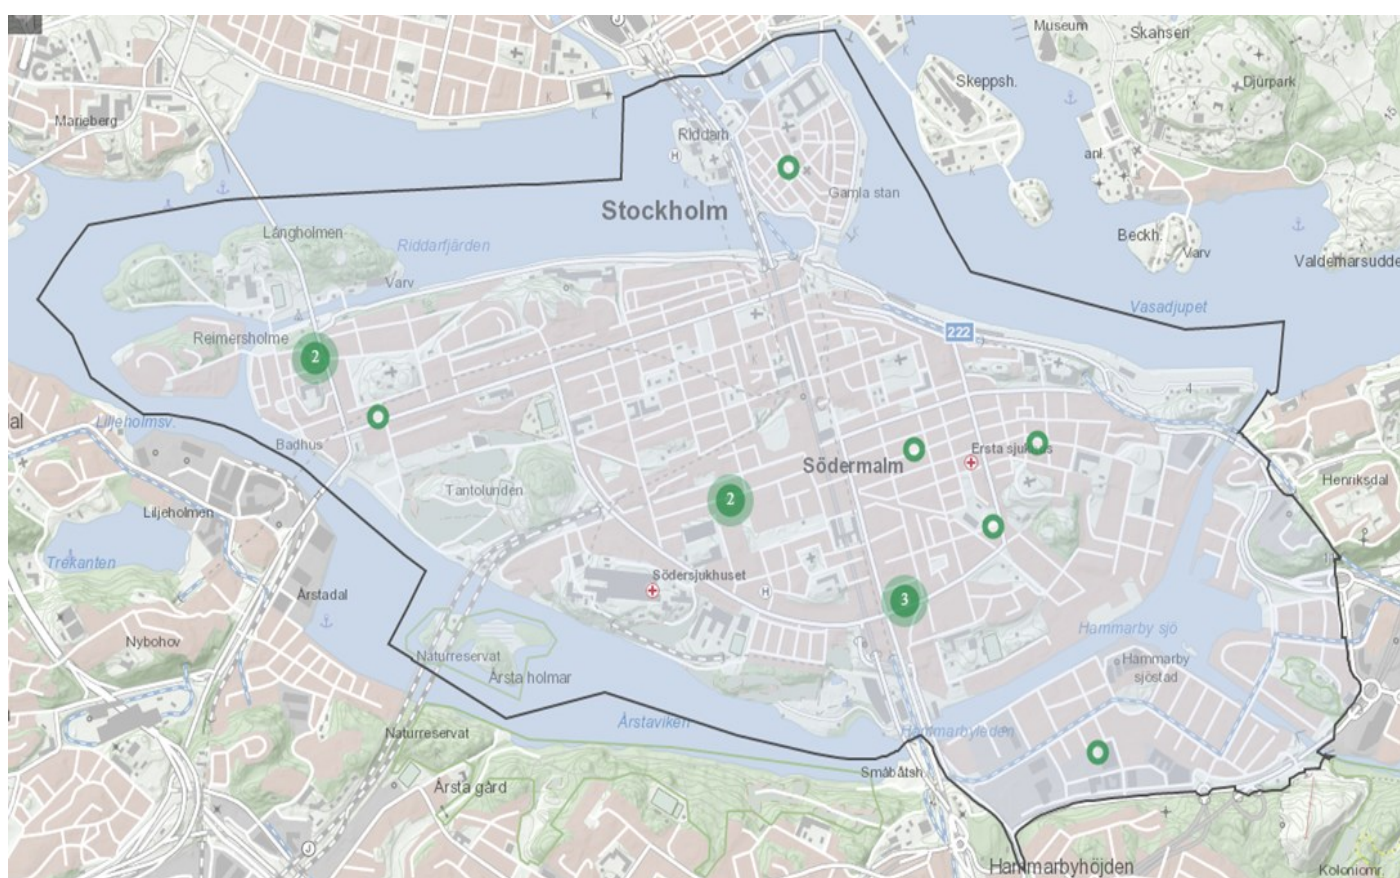 J
Museum
Skansen
Djurpark
Skeppsh.
Marieberg
K
K
K
Riddarh
H
anl.
Gamla stan
Stockholm
Långholmen
Riddarfjärden
Beckh.
Varv
Valdemarsudde
Varv
Vasadjupet
222
Reimersholme
2
4
al
Liljeholmsv.
Badhus
Ersta sjukhus
Södermalm
Henriksdal
Tantolunden
2
Liljeholmen
Trekanten
Södersjukhuset
H
Årstadal
3
Nybohov
Hammarby sjö
Naturreservat
Hammarby
sjöstad
Årsta holmar
Årstaviken
Hammarbyleden
Naturreservat
Småbåtsh.
Årsta gård
J
Hammarbyhöjden
Koloniomr.